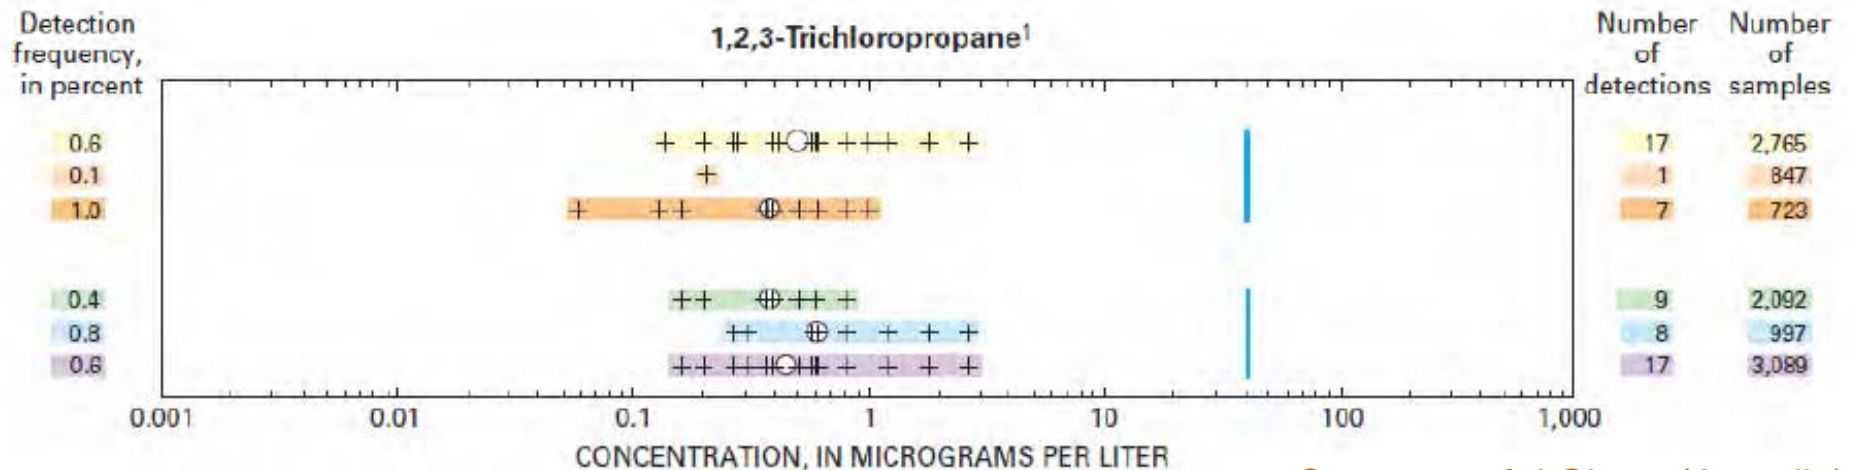 Detection
frequency,
in percent
1,2,3-Trichloropropane¹
Number
of
detections
Number
of
samples
0.6 17 2,765
0.1 1 847
1.0 7 723
0.4 9 2,092
0.8 8 997
0.6 17 3,089
0.001 0.01 0.1 1 10 100 1,000
CONCENTRATION, IN MICROGRAMS PER LITER